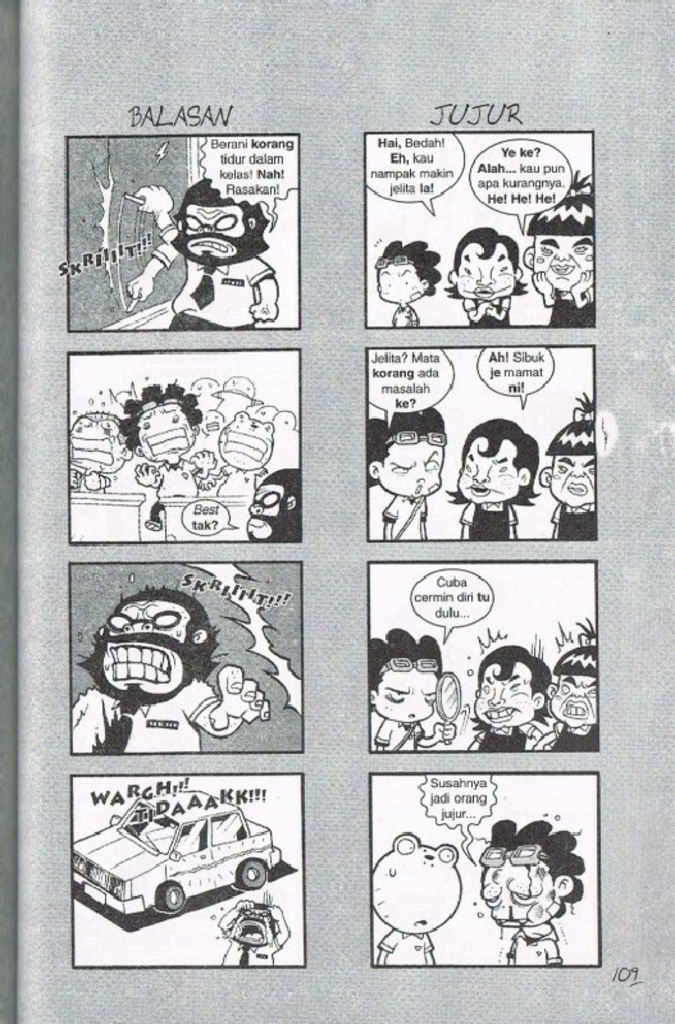 BALASAN
Berani korang
tidur dalam
kelas! Nah!
Rasakan!
SKRIIIIT!!!
Best
tak?
SKRIIIIT!!!
WARGH!!!
TIDAAAKK!!!
JUJUR
Hai, Bedah!
Eh, kau
nampak makin
jelita la!
Ye ke?
Alah.... kau pun
apa kurangnya.
He! He! He!
Jelita? Mata
korang ada
masalah
ke?
Ah! Sibuk
je mamat
ni!
Cuba
cermin diri tu
dulu...
Susahnya
jadi orang
jujur...
109